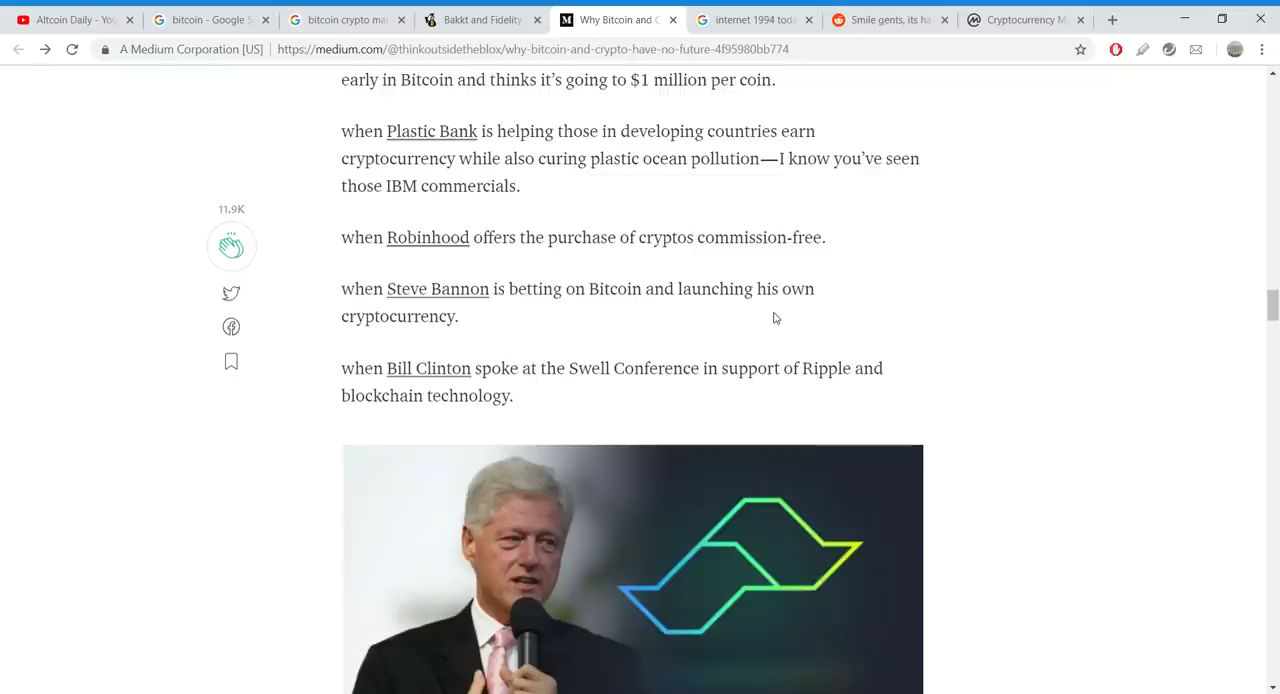 Altcoin Daily - You
bitcoin - Google S
bitcoin crypto ma
Bakkt and Fidelity
Why Bitcoin and C
internet 1994 toda
Smile gents, its ha
Cryptocurrency M
A Medium Corporation [US]
https://medium.com/@thinkoutsidetheblox/why-bitcoin-and-crypto-have-no-future-4f95980bb774
early in Bitcoin and thinks it’s going to $1 million per coin.
when Plastic Bank is helping those in developing countries earn
cryptocurrency while also curing plastic ocean pollution—I know you’ve seen
those IBM commercials.
11.9K
when Robinhood offers the purchase of cryptos commission-free.
when Steve Bannon is betting on Bitcoin and launching his own
cryptocurrency.
when Bill Clinton spoke at the Swell Conference in support of Ripple and
blockchain technology.